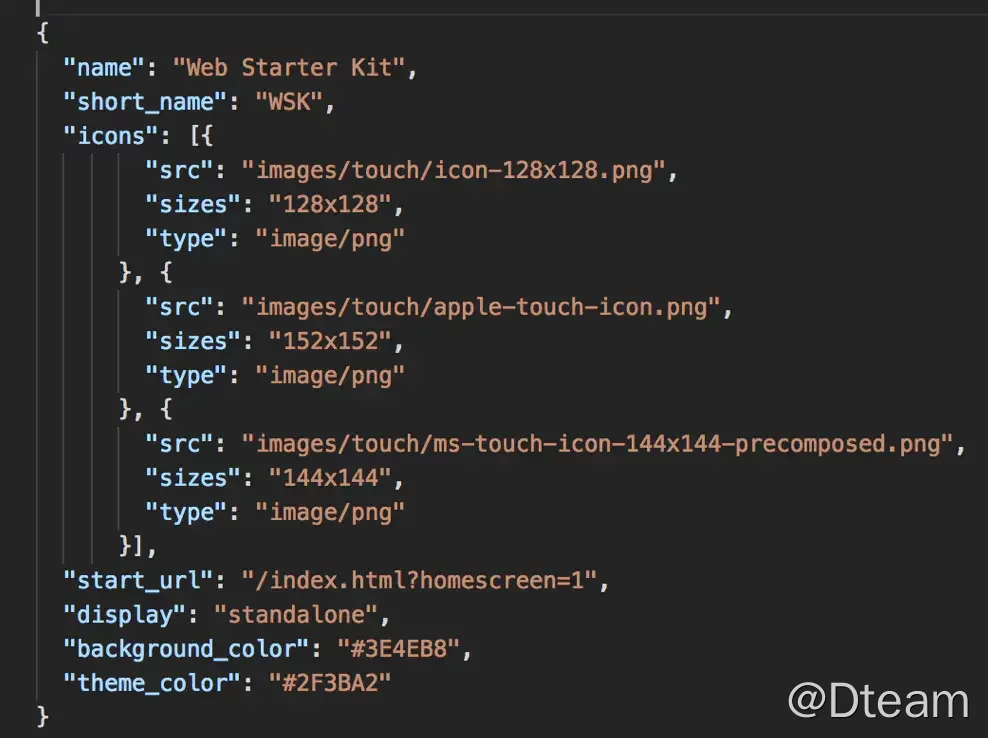 {
"name": "Web Starter Kit",
"short_name": "WSK",
"icons": [{
"src": "images/touch/icon-128x128.png",
"sizes": "128x128",
"type": "image/png"
}, {
"src": "images/touch/apple-touch-icon.png",
"sizes": "152x152",
"type": "image/png"
}, {
"src": "images/touch/ms-touch-icon-144x144-precomposed.png",
"sizes": "144x144",
"type": "image/png"
}],
"start_url": "/index.html?homescreen=1",
"display": "standalone",
"background_color": "#3E4EB8",
"theme_color": "#2F3BA2"
}
@Dteam